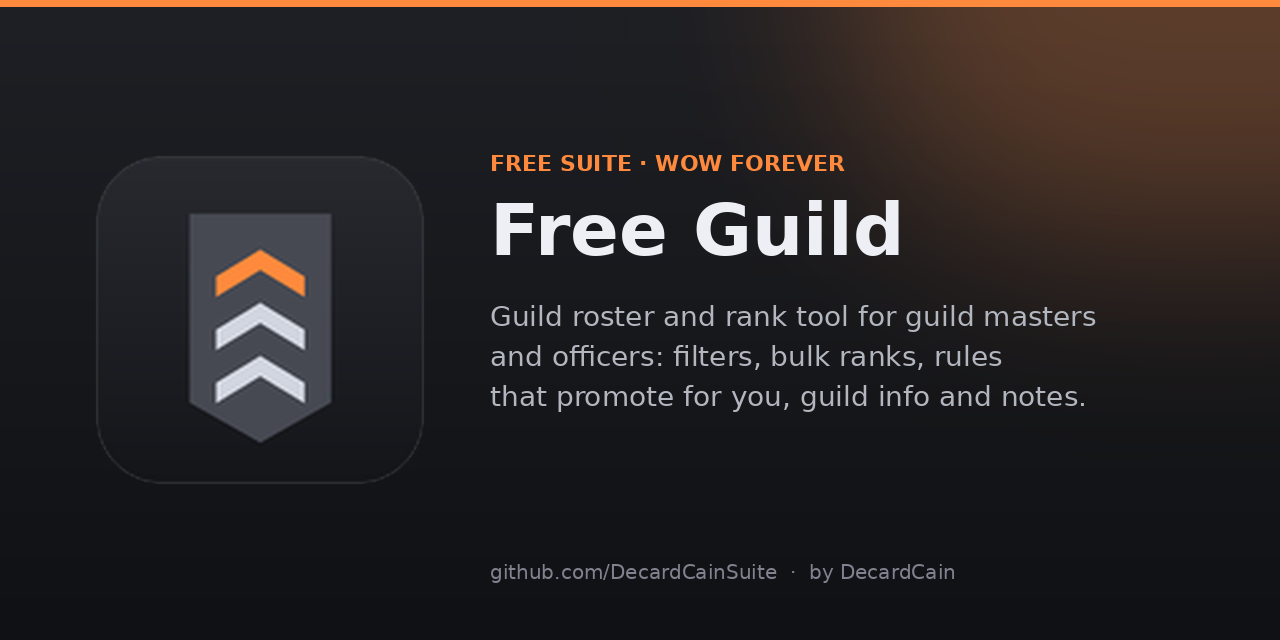 FREE SUITE · WOW FOREVER
Free Guild
Guild roster and rank tool for guild masters
and officers: filters, bulk ranks, rules
that promote for you, guild info and notes.
github.com/DecardCainSuite · by DecardCain